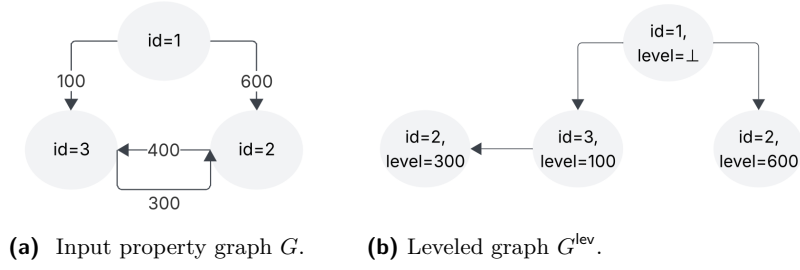 id=1
100
600
id=3
400
id=2
300
(a) Input property graph G.
id=1,
level=⊥
id=2,
level=300
id=3,
level=100
id=2,
level=600
(b) Leveled graph G^lev.